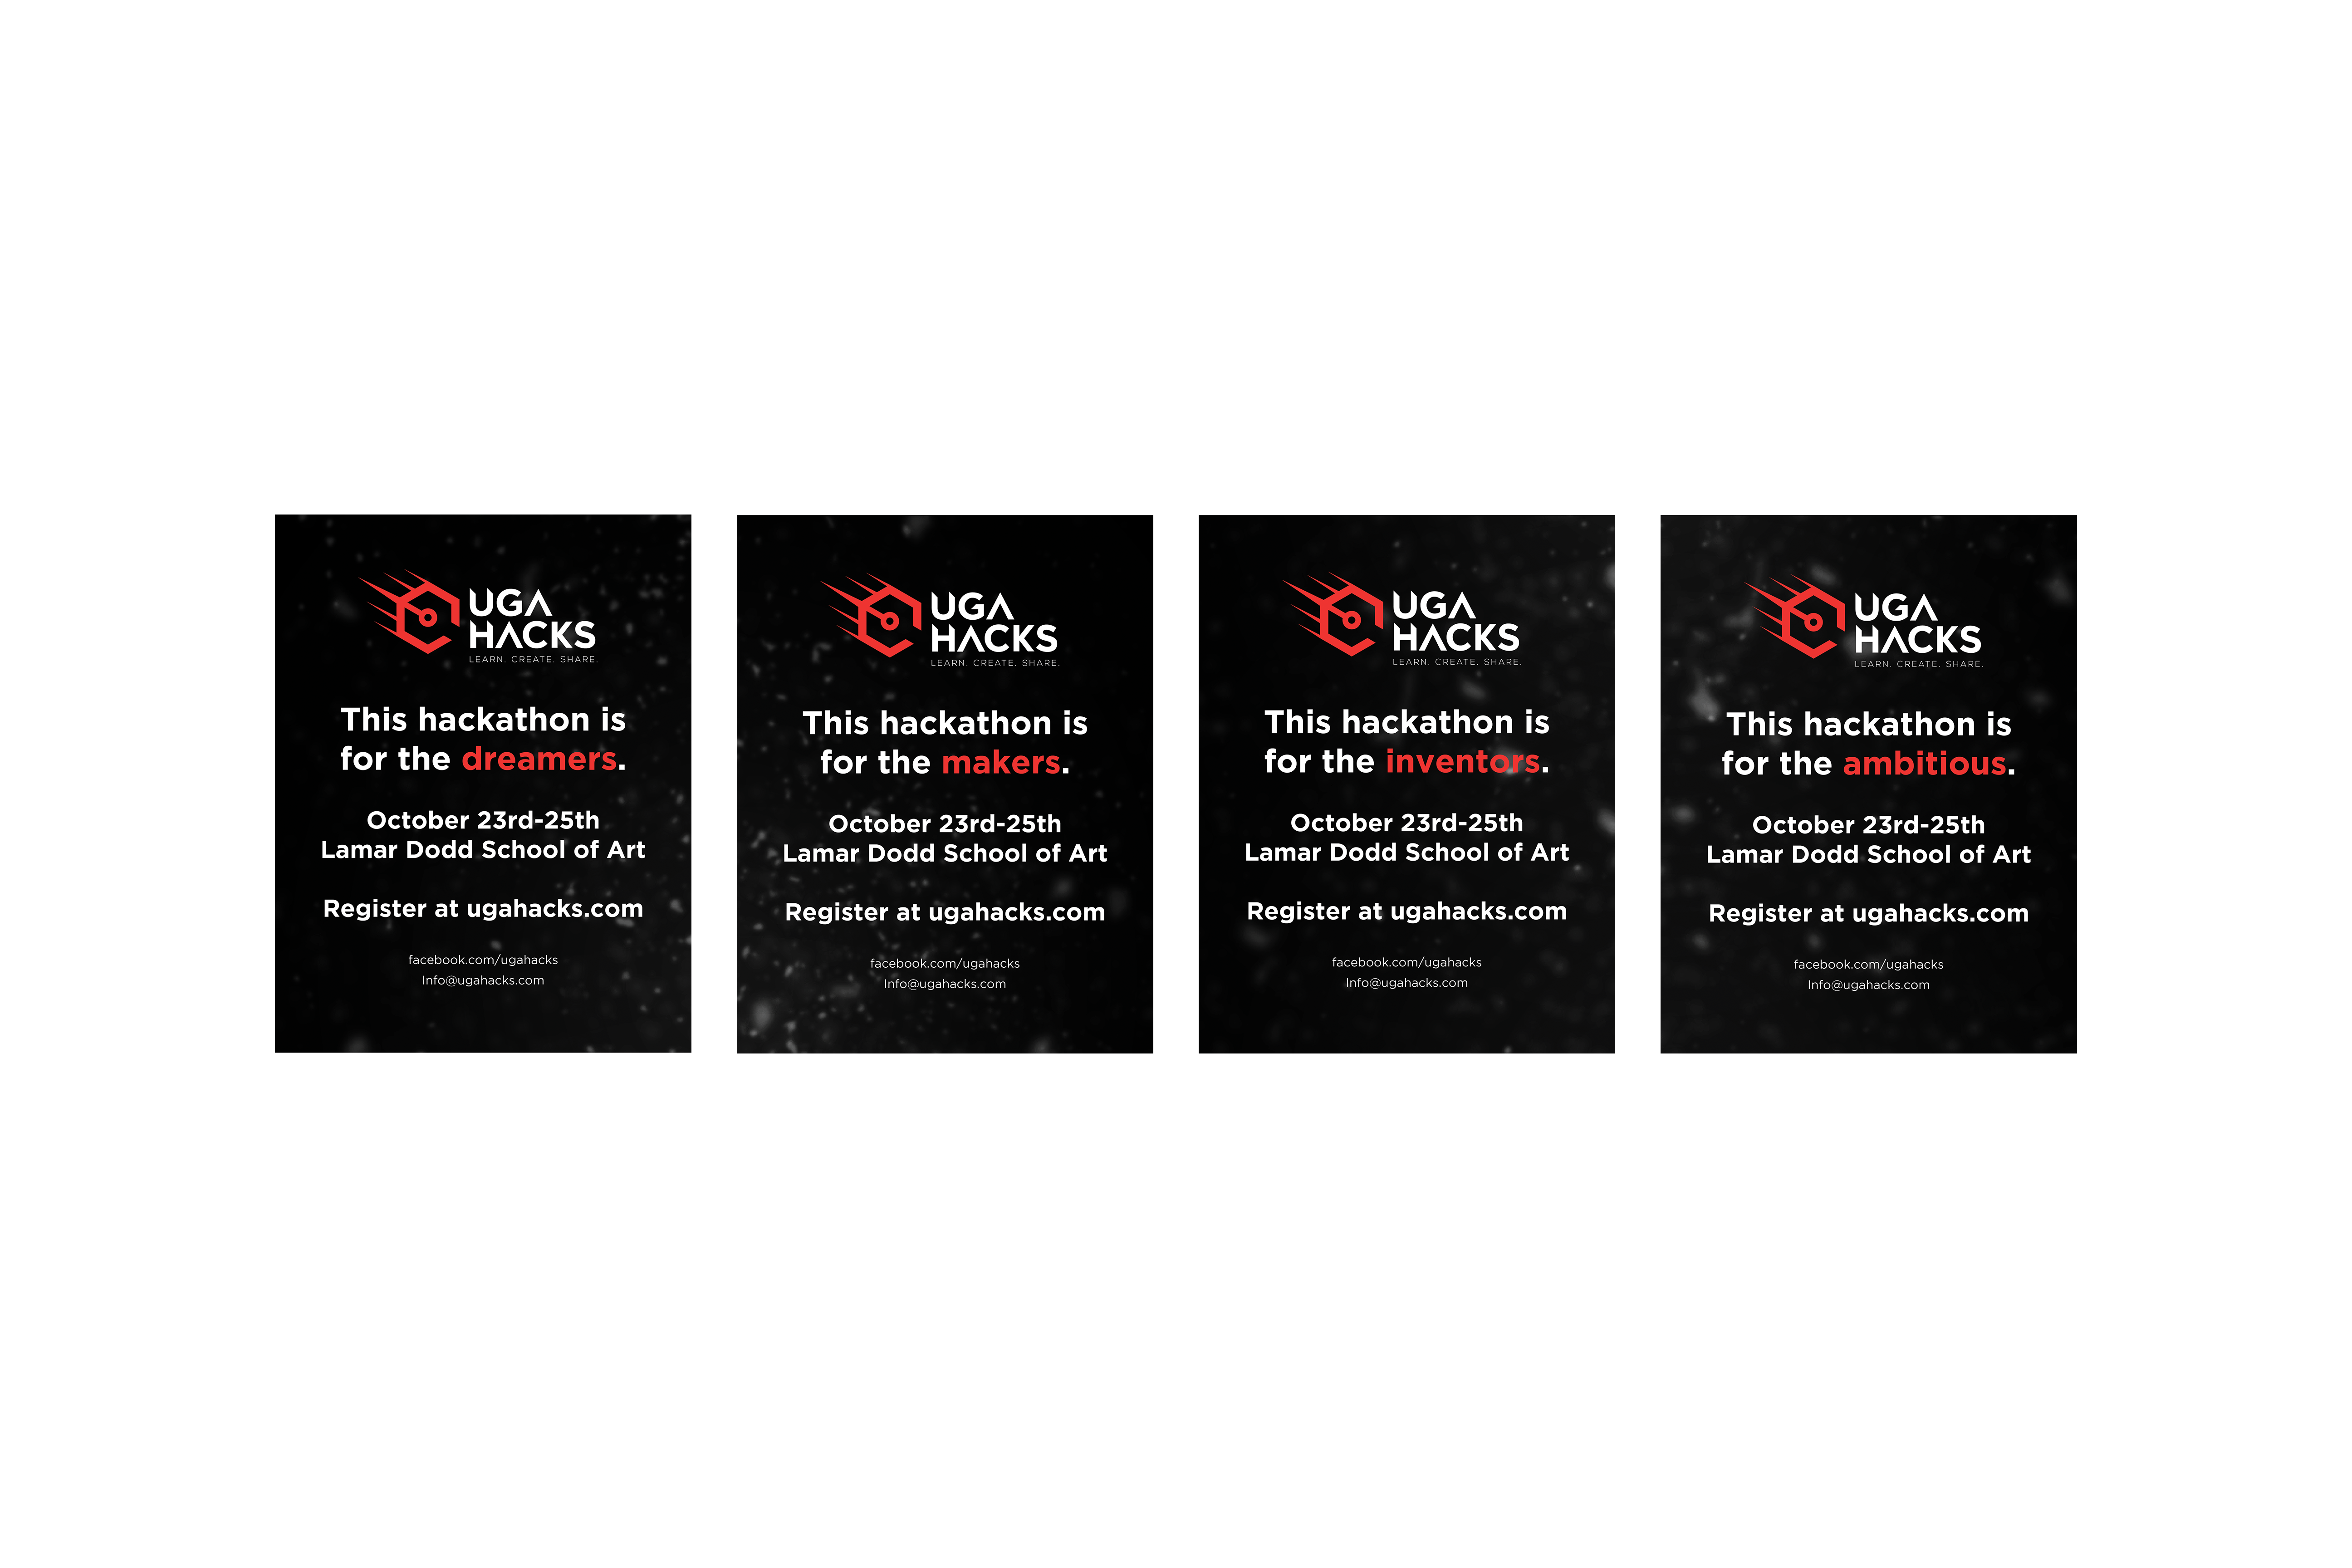 UGA
HACKS
LEARN. CREATE. SHARE.
This hackathon is
for the dreamers.
October 23rd-25th
Lamar Dodd School of Art
Register at ugahacks.com
facebook.com/ugahacks
Info@ugahacks.com
UGA
HACKS
LEARN. CREATE. SHARE.
This hackathon is
for the makers.
October 23rd-25th
Lamar Dodd School of Art
Register at ugahacks.com
facebook.com/ugahacks
Info@ugahacks.com
UGA
HACKS
LEARN. CREATE. SHARE.
This hackathon is
for the inventors.
October 23rd-25th
Lamar Dodd School of Art
Register at ugahacks.com
facebook.com/ugahacks
Info@ugahacks.com
UGA
HACKS
LEARN. CREATE. SHARE.
This hackathon is
for the ambitious.
October 23rd-25th
Lamar Dodd School of Art
Register at ugahacks.com
facebook.com/ugahacks
Info@ugahacks.com